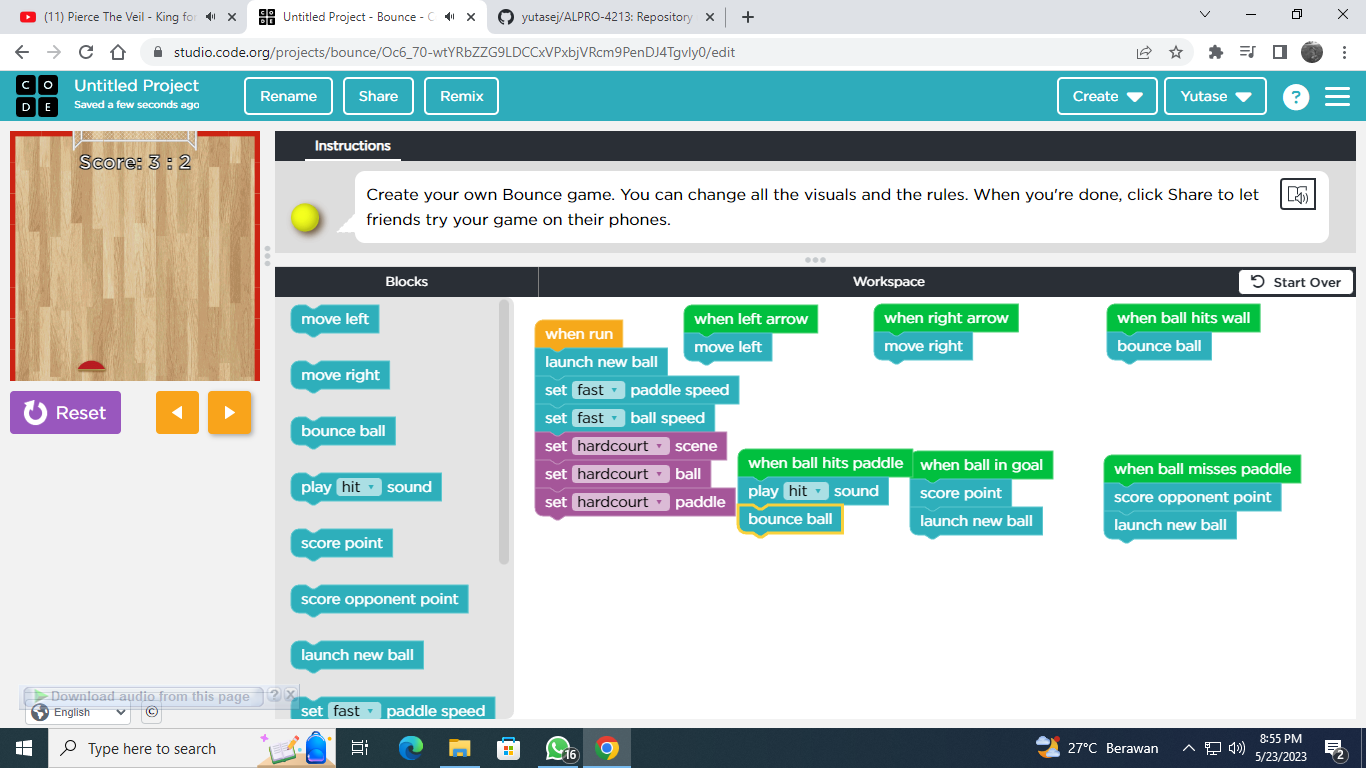 (11) Pierce The Veil - King for
Untitled Project - Bounce - C
yutasej/ALPRO-4213: Repository
studio.code.org/projects/bounce/Oc6_70-wtYRbZZG9LDCCxVPxbjVRcm9PenDJ4TgvIy0/edit
C O
D E
Untitled Project
Saved a few seconds ago
Rename
Share
Remix
Create
Yutase
?
Score: 3 : 2
Reset
Instructions
Create your own Bounce game. You can change all the visuals and the rules. When you're done, click Share to let
friends try your game on their phones.
Blocks
Workspace
Start Over
move left
move right
bounce ball
play hit sound
score point
score opponent point
launch new ball
set fast paddle speed
when run
launch new ball
set fast paddle speed
set fast ball speed
set hardcourt scene
set hardcourt ball
set hardcourt paddle
when left arrow
move left
when right arrow
move right
when ball hits wall
bounce ball
when ball hits paddle
play hit sound
bounce ball
when ball in goal
score point
launch new ball
when ball misses paddle
score opponent point
launch new ball
Download audio from this page
? X
English
©
Type here to search
16
27°C Berawan
8:55 PM
5/23/2023
2